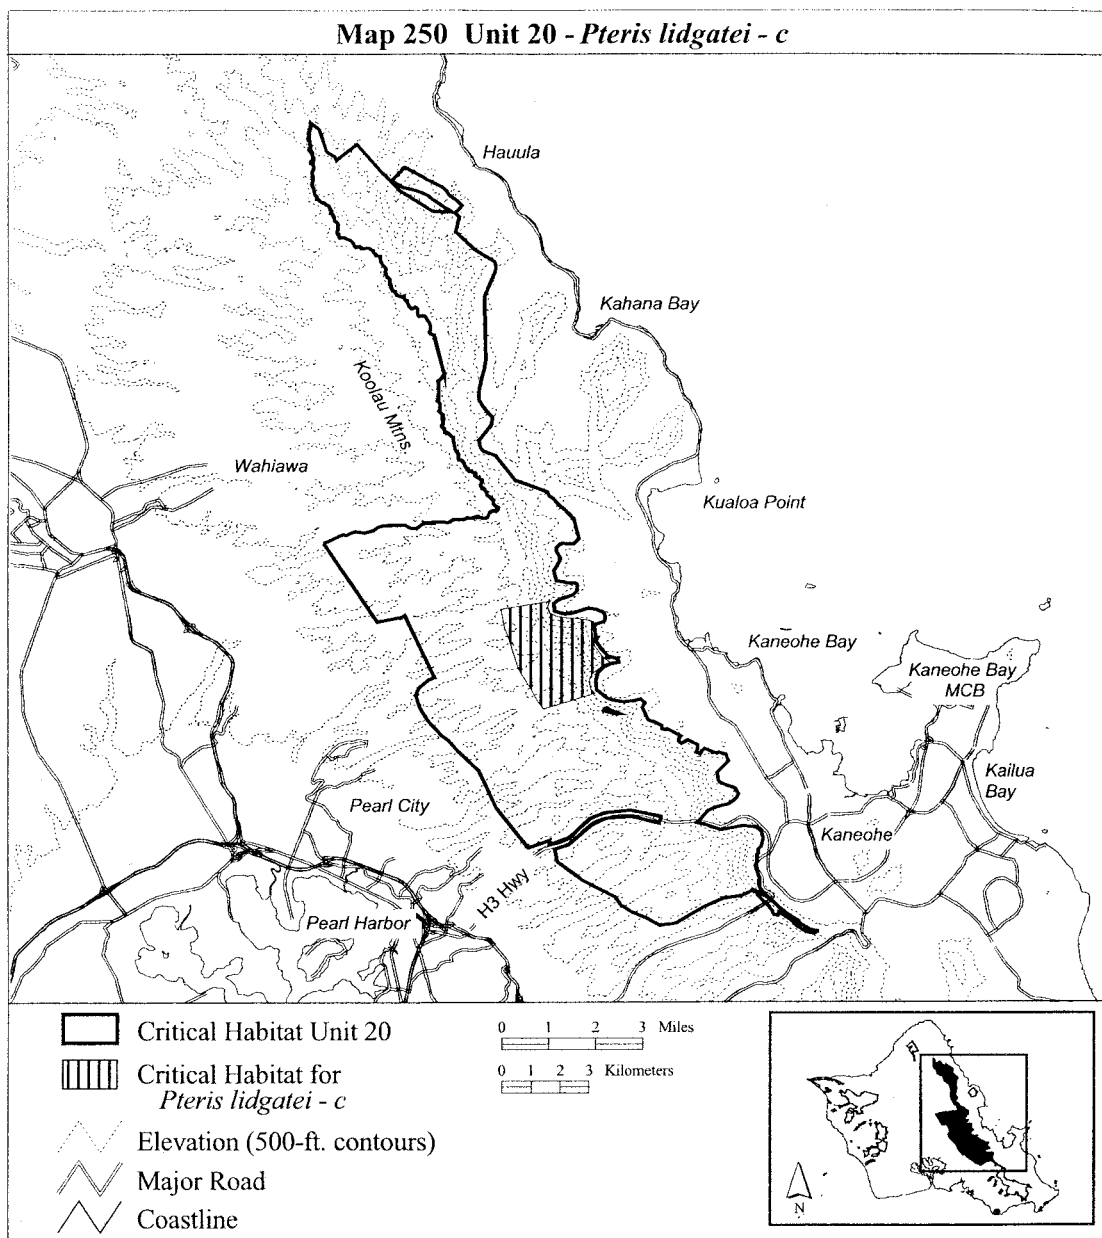 Map 250 Unit 20 - Pteris lidgatei - c
Hauula
Kahana Bay
Koolau Mtns.
Wahiawa
Kualoa Point
Kaneohe Bay
Kaneohe Bay
MCB
Kailua
Bay
Pearl City
Kaneohe
H3 Hwy
Pearl Harbor
Critical Habitat Unit 20
Critical Habitat for
Pteris lidgatei - c
Elevation (500-ft. contours)
Major Road
Coastline
0 1 2 3 Miles
0 1 2 3 Kilometers
N